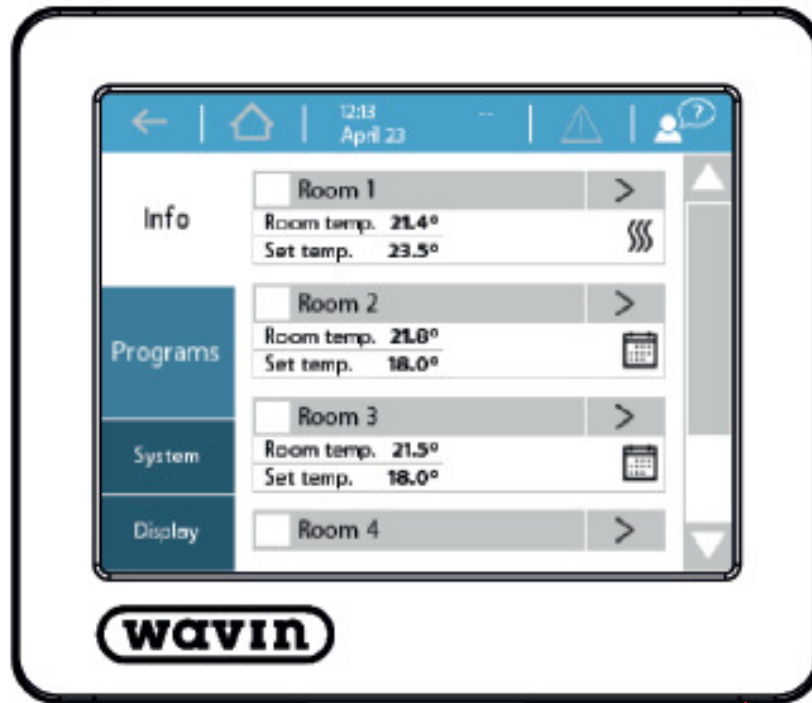 12:13 --
April 23
?
Info
Programs
System
Display
Room 1 >
Room temp. 21.4°
Set temp. 23.5°
Room 2 >
Room temp. 21.8°
Set temp. 18.0°
Room 3 >
Room temp. 21.5°
Set temp. 18.0°
Room 4 >
wavin